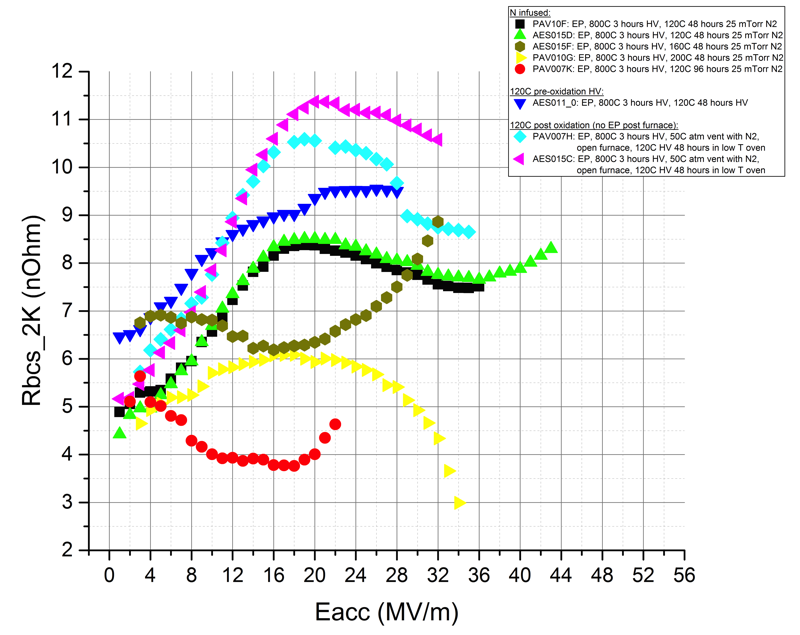 N infused:
PAV10F: EP, 800C 3 hours HV, 120C 48 hours 25 mTorr N2
AES015D: EP, 800C 3 hours HV, 120C 48 hours 25 mTorr N2
AES015F: EP, 800C 3 hours HV, 160C 48 hours 25 mTorr N2
PAV010G: EP, 800C 3 hours HV, 200C 48 hours 25 mTorr N2
PAV007K: EP, 800C 3 hours HV, 120C 96 hours 25 mTorr N2
120C pre-oxidation HV:
AES011_0: EP, 800C 3 hours HV, 120C 48 hours HV
120C post oxidation (no EP post furnace):
PAV007H: EP, 800C 3 hours HV, 50C atm vent with N2,
open furnace, 120C HV 48 hours in low T oven
AES015C: EP, 800C 3 hours HV, 50C atm vent with N2,
open furnace, 120C HV 48 hours in low T oven
12
11
10
9
8
7
6
5
4
3
2
Rbcs_2K (nOhm)
0 4 8 12 16 20 24 28 32 36 40 44 48 52 56
Eacc (MV/m)